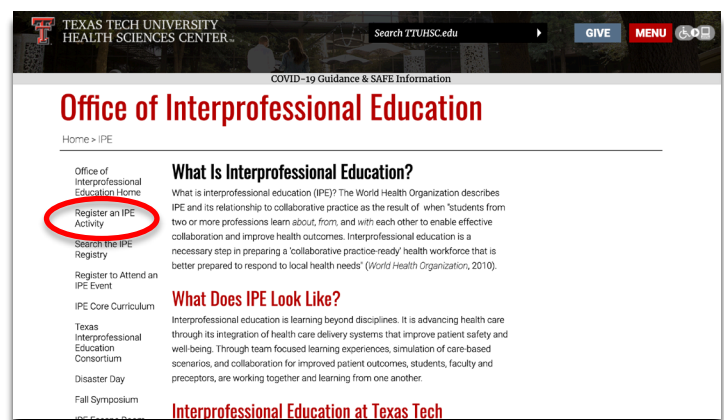 TEXAS TECH UNIVERSITY
HEALTH SCIENCES CENTER™
Search TTUHSC.edu
GIVE
MENU
COVID-19 Guidance & SAFE Information
Office of Interprofessional Education
Home > IPE
Office of
Interprofessional
Education Home
Register an IPE
Activity
Search the IPE
Registry
Register to Attend an
IPE Event
IPE Core Curriculum
Texas
Interprofessional
Education
Consortium
Disaster Day
Fall Symposium
IPE Escape Room
What Is Interprofessional Education?
What is interprofessional education (IPE)? The World Health Organization describes
IPE and its relationship to collaborative practice as the result of when "students from
two or more professions learn about, from, and with each other to enable effective
collaboration and improve health outcomes. Interprofessional education is a
necessary step in preparing a 'collaborative practice-ready' health workforce that is
better prepared to respond to local health needs" (World Health Organization, 2010).
What Does IPE Look Like?
Interprofessional education is learning beyond disciplines. It is advancing health care
through its integration of health care delivery systems that improve patient safety and
well-being. Through team focused learning experiences, simulation of care-based
scenarios, and collaboration for improved patient outcomes, students, faculty and
preceptors, are working together and learning from one another.
Interprofessional Education at Texas Tech